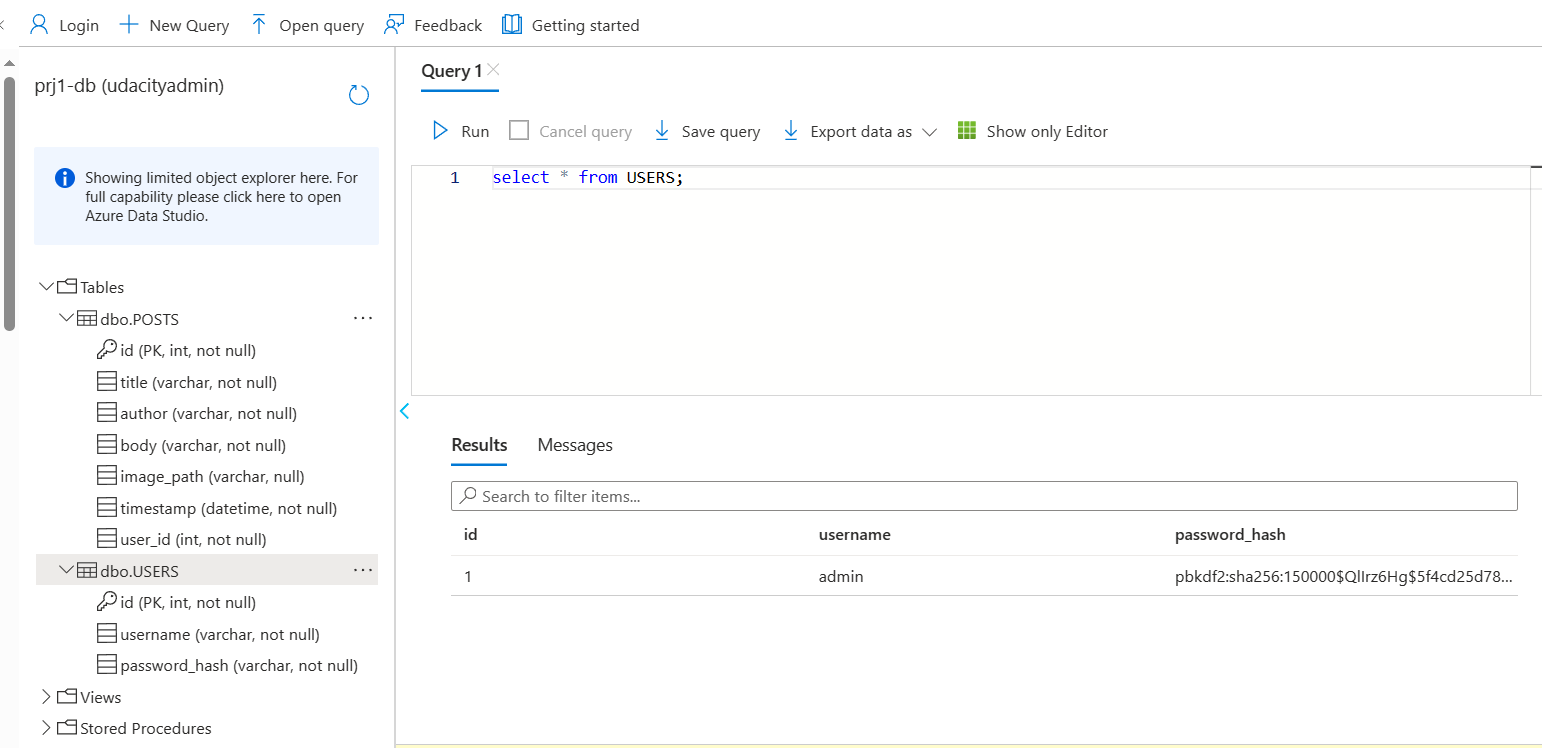 Login New Query Open query Feedback Getting started
prj1-db (udacityadmin)
Showing limited object explorer here. For
full capability please click here to open
Azure Data Studio.
Tables
dbo.POSTS ...
id (PK, int, not null)
title (varchar, not null)
author (varchar, not null)
body (varchar, not null)
image_path (varchar, null)
timestamp (datetime, not null)
user_id (int, not null)
dbo.USERS ...
id (PK, int, not null)
username (varchar, not null)
password_hash (varchar, not null)
Views
Stored Procedures
Query 1
Run Cancel query Save query Export data as Show only Editor
1 select * from USERS;
Results Messages
Search to filter items...
id username password_hash
1 admin pbkdf2:sha256:150000$QlIrz6Hg$5f4cd25d78...